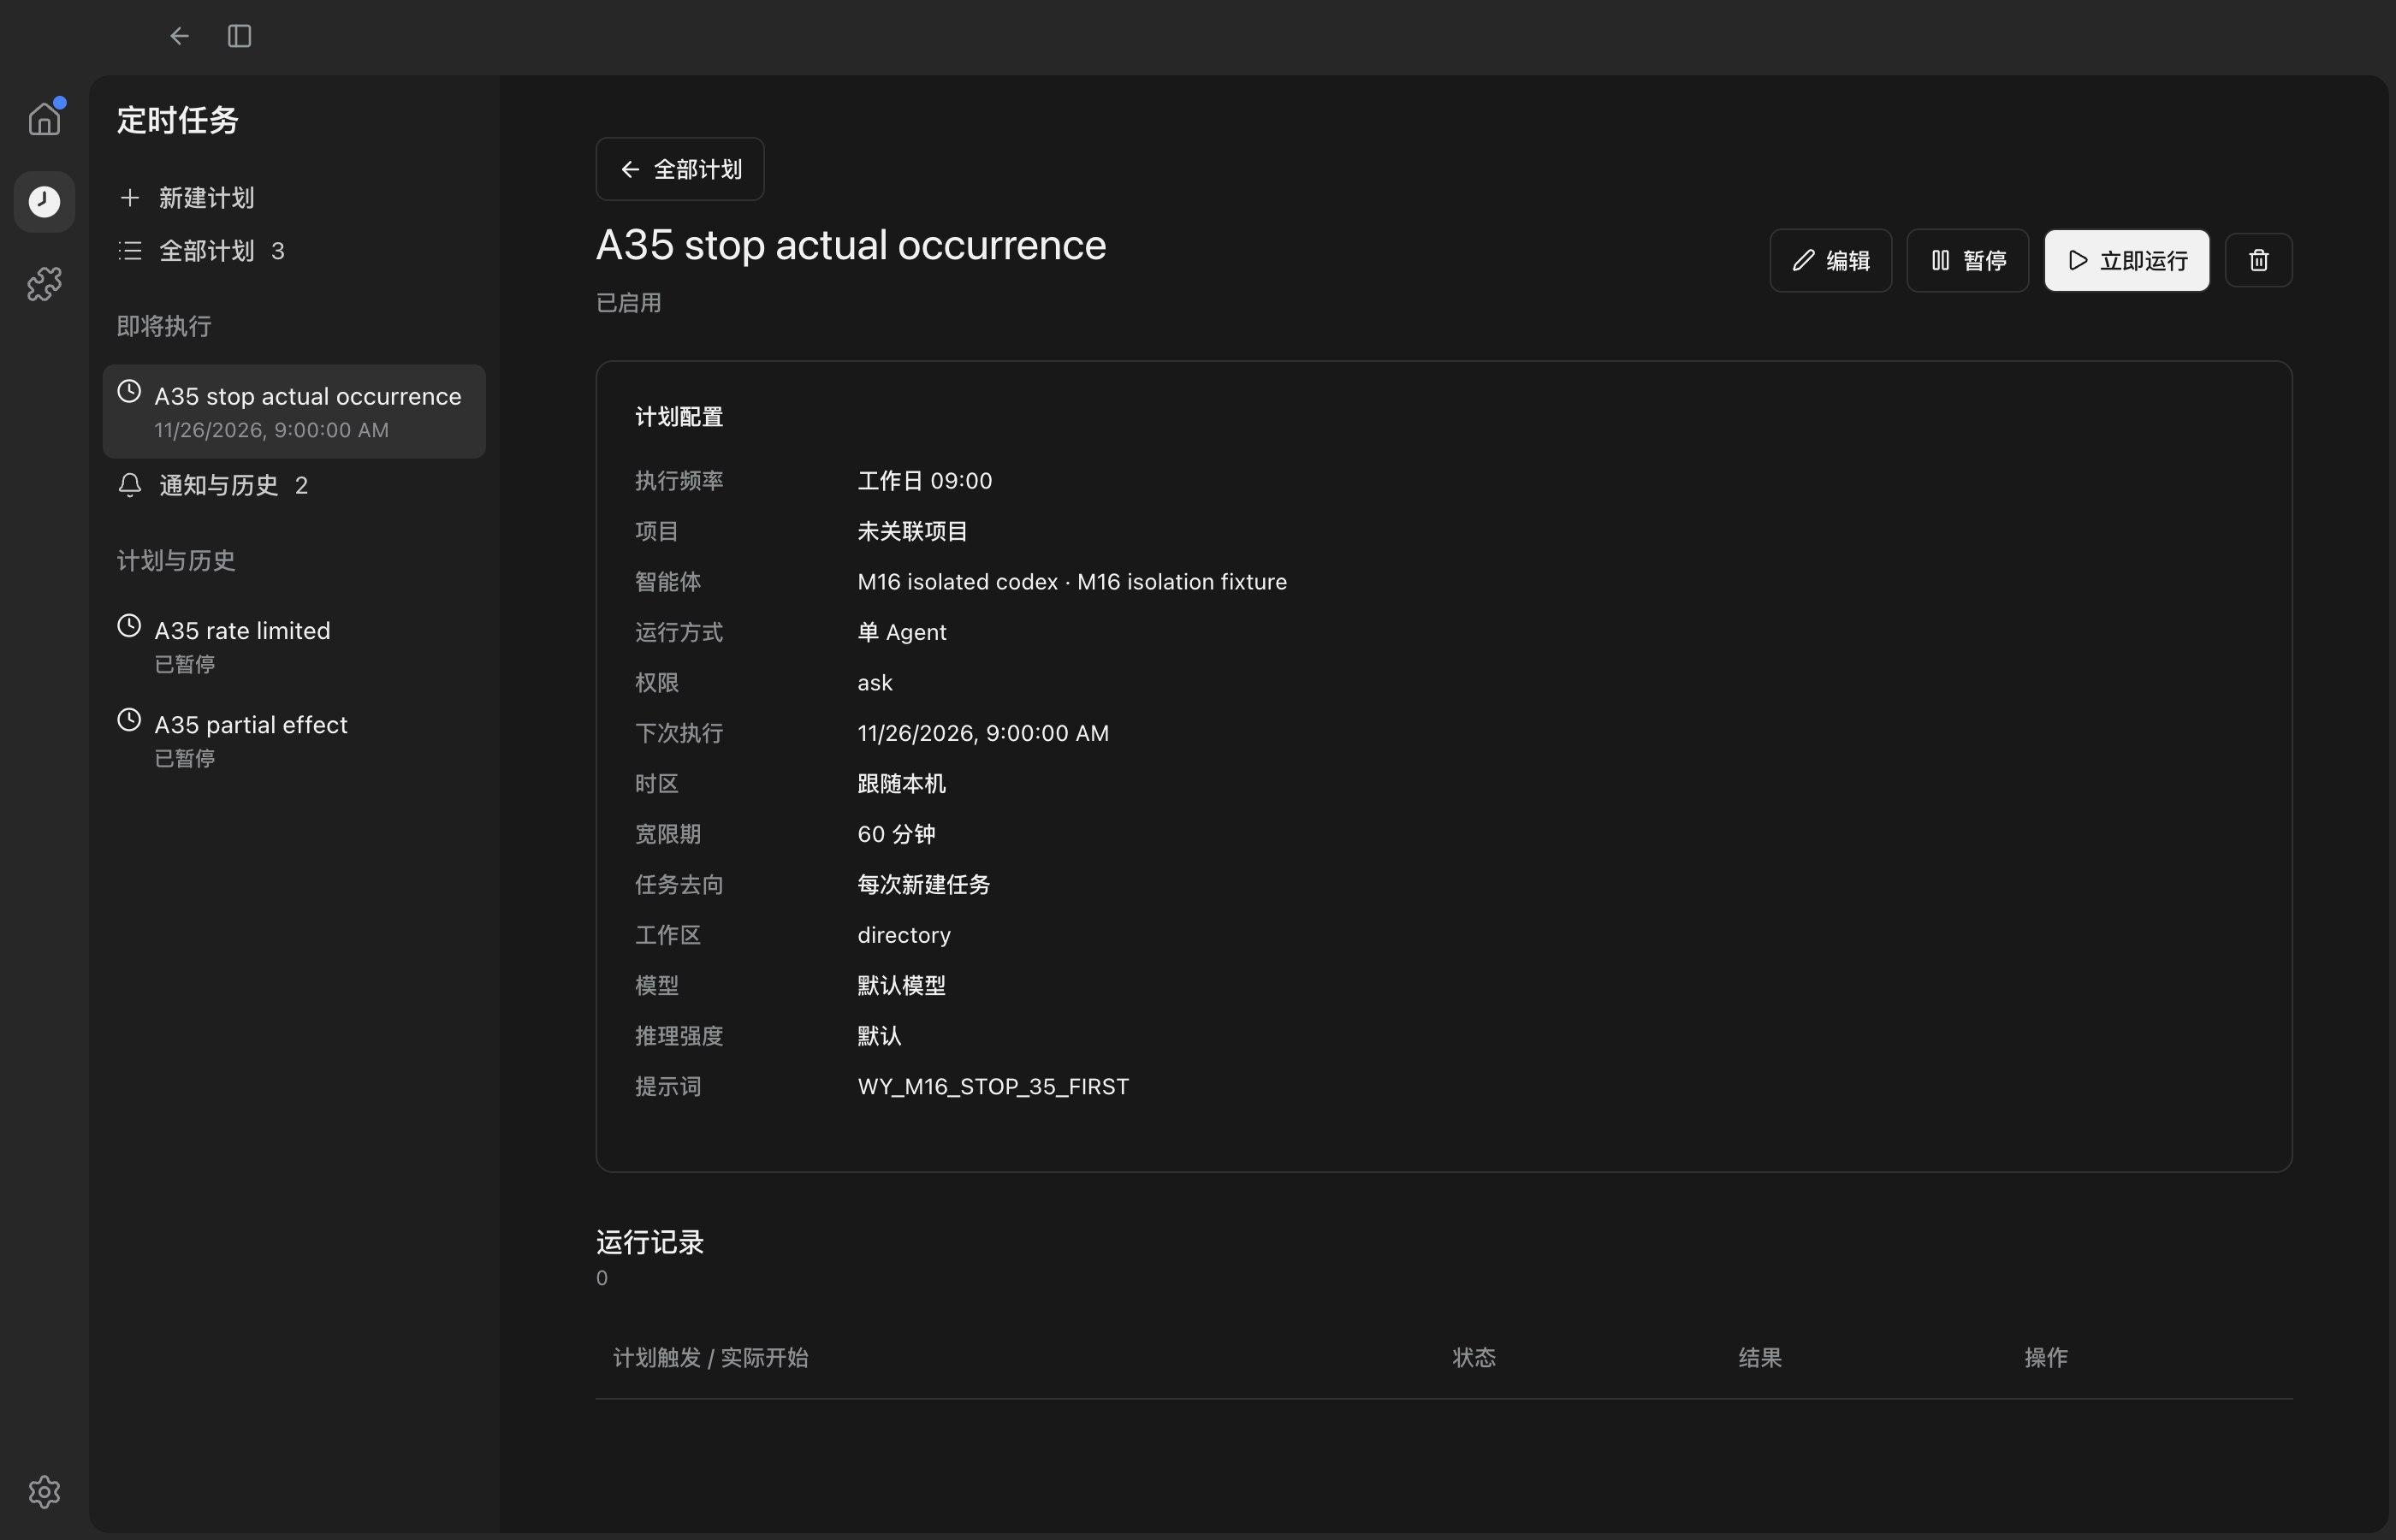 定时任务
新建计划
全部计划 3
即将执行
A35 stop actual occurrence
11/26/2026, 9:00:00 AM
通知与历史 2
计划与历史
A35 rate limited
已暂停
A35 partial effect
已暂停
全部计划
A35 stop actual occurrence
已启用
编辑
暂停
立即运行
计划配置
执行频率 工作日 09:00
项目 未关联项目
智能体 M16 isolated codex · M16 isolation fixture
运行方式 单 Agent
权限 ask
下次执行 11/26/2026, 9:00:00 AM
时区 跟随本机
宽限期 60 分钟
任务去向 每次新建任务
工作区 directory
模型 默认模型
推理强度 默认
提示词 WY_M16_STOP_35_FIRST
运行记录
0
计划触发 / 实际开始 状态 结果 操作